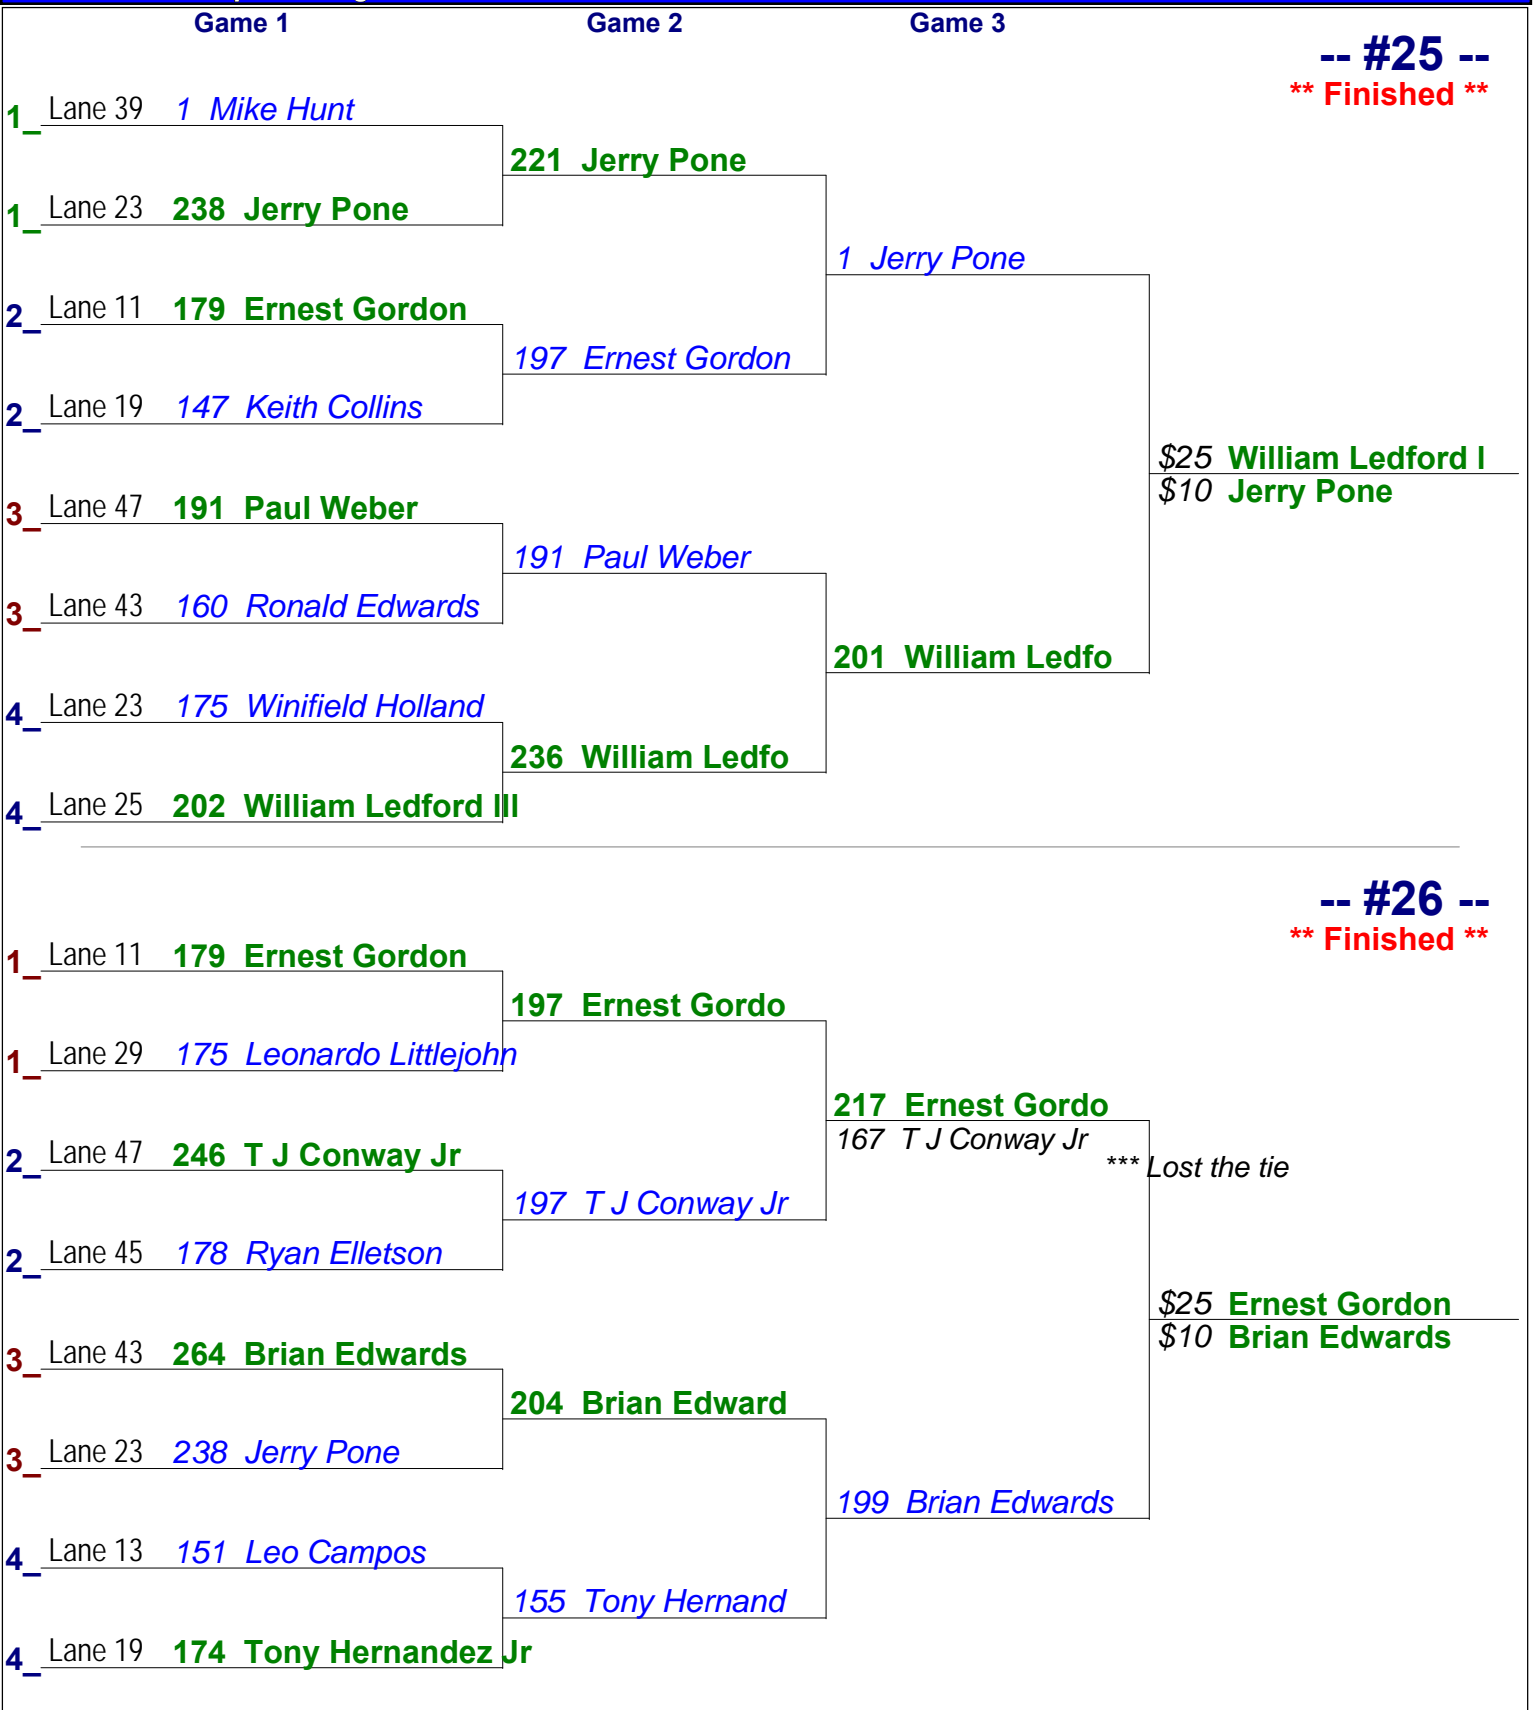 Game 1 Game 2 Game 3
-- #25 --
** Finished **
1_ Lane 39 1 Mike Hunt
221 Jerry Pone
1_ Lane 23 238 Jerry Pone
1 Jerry Pone
2_ Lane 11 179 Ernest Gordon
197 Ernest Gordon
2_ Lane 19 147 Keith Collins
$25 William Ledford I
$10 Jerry Pone
3_ Lane 47 191 Paul Weber
191 Paul Weber
3_ Lane 43 160 Ronald Edwards
201 William Ledfo
4_ Lane 23 175 Winifield Holland
236 William Ledfo
4_ Lane 25 202 William Ledford III
-- #26 --
** Finished **
1_ Lane 11 179 Ernest Gordon
197 Ernest Gordo
1_ Lane 29 175 Leonardo Littlejohn
217 Ernest Gordo
167 T J Conway Jr
*** Lost the tie
2_ Lane 47 246 T J Conway Jr
197 T J Conway Jr
2_ Lane 45 178 Ryan Elletson
$25 Ernest Gordon
$10 Brian Edwards
3_ Lane 43 264 Brian Edwards
204 Brian Edward
3_ Lane 23 238 Jerry Pone
199 Brian Edwards
4_ Lane 13 151 Leo Campos
155 Tony Hernand
4_ Lane 19 174 Tony Hernandez Jr